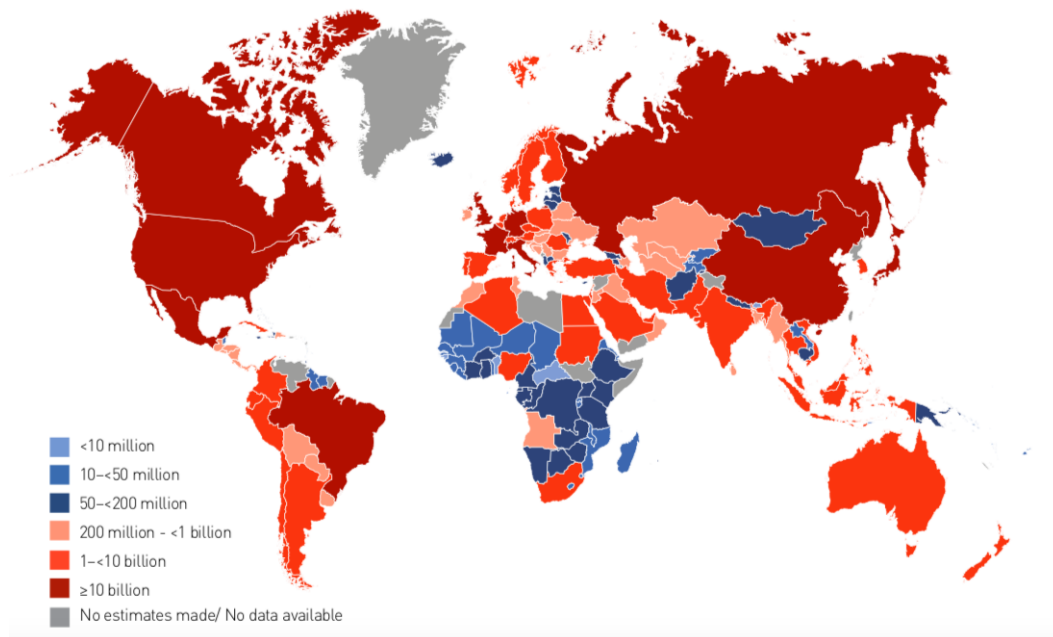 <10 million
10–<50 million
50–<200 million
200 million - <1 billion
1–<10 billion
≥10 billion
No estimates made/ No data available